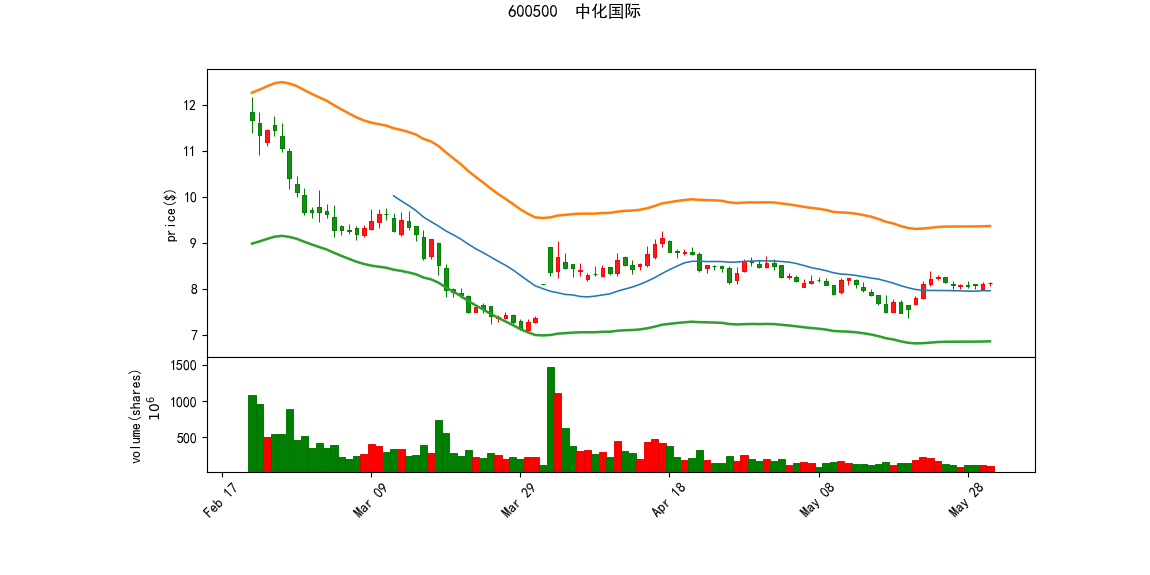 600500  中化国际
price($)
12
11
10
9
8
7
volume(shares)
10^6
1500
1000
500
Feb 17
Mar 09
Mar 29
Apr 18
May 08
May 28